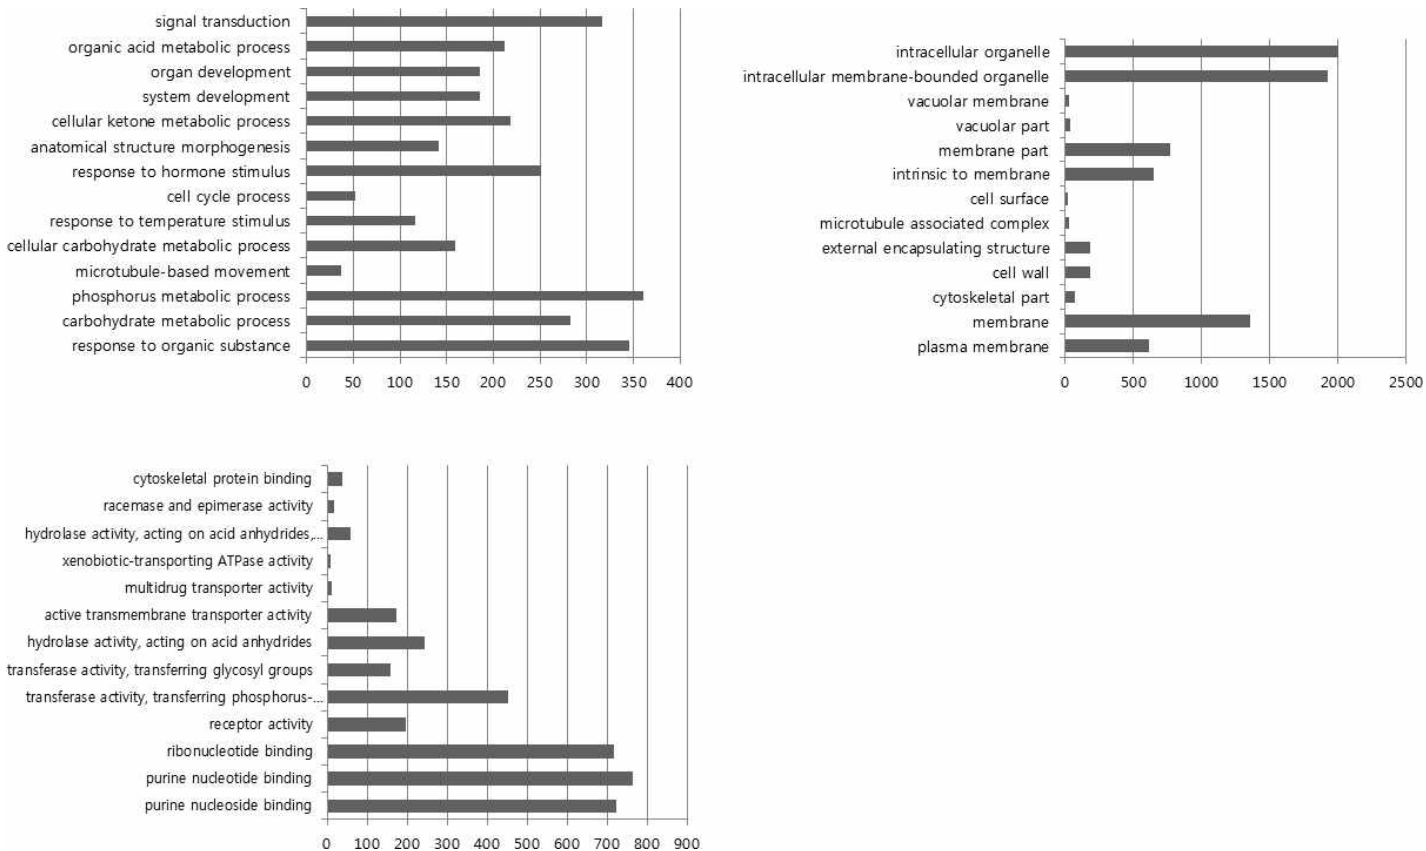 signal transduction
organic acid metabolic process
organ development
system development
cellular ketone metabolic process
anatomical structure morphogenesis
response to hormone stimulus
cell cycle process
response to temperature stimulus
cellular carbohydrate metabolic process
microtubule-based movement
phosphorus metabolic process
carbohydrate metabolic process
response to organic substance
0 50 100 150 200 250 300 350 400
intracellular organelle
intracellular membrane-bounded organelle
vacuolar membrane
vacuolar part
membrane part
intrinsic to membrane
cell surface
microtubule associated complex
external encapsulating structure
cell wall
cytoskeletal part
membrane
plasma membrane
0 500 1000 1500 2000 2500
cytoskeletal protein binding
racemase and epimerase activity
hydrolase activity, acting on acid anhydrides,...
xenobiotic-transporting ATPase activity
multidrug transporter activity
active transmembrane transporter activity
hydrolase activity, acting on acid anhydrides
transferase activity, transferring glycosyl groups
transferase activity, transferring phosphorus-...
receptor activity
ribonucleotide binding
purine nucleotide binding
purine nucleoside binding
0 100 200 300 400 500 600 700 800 900